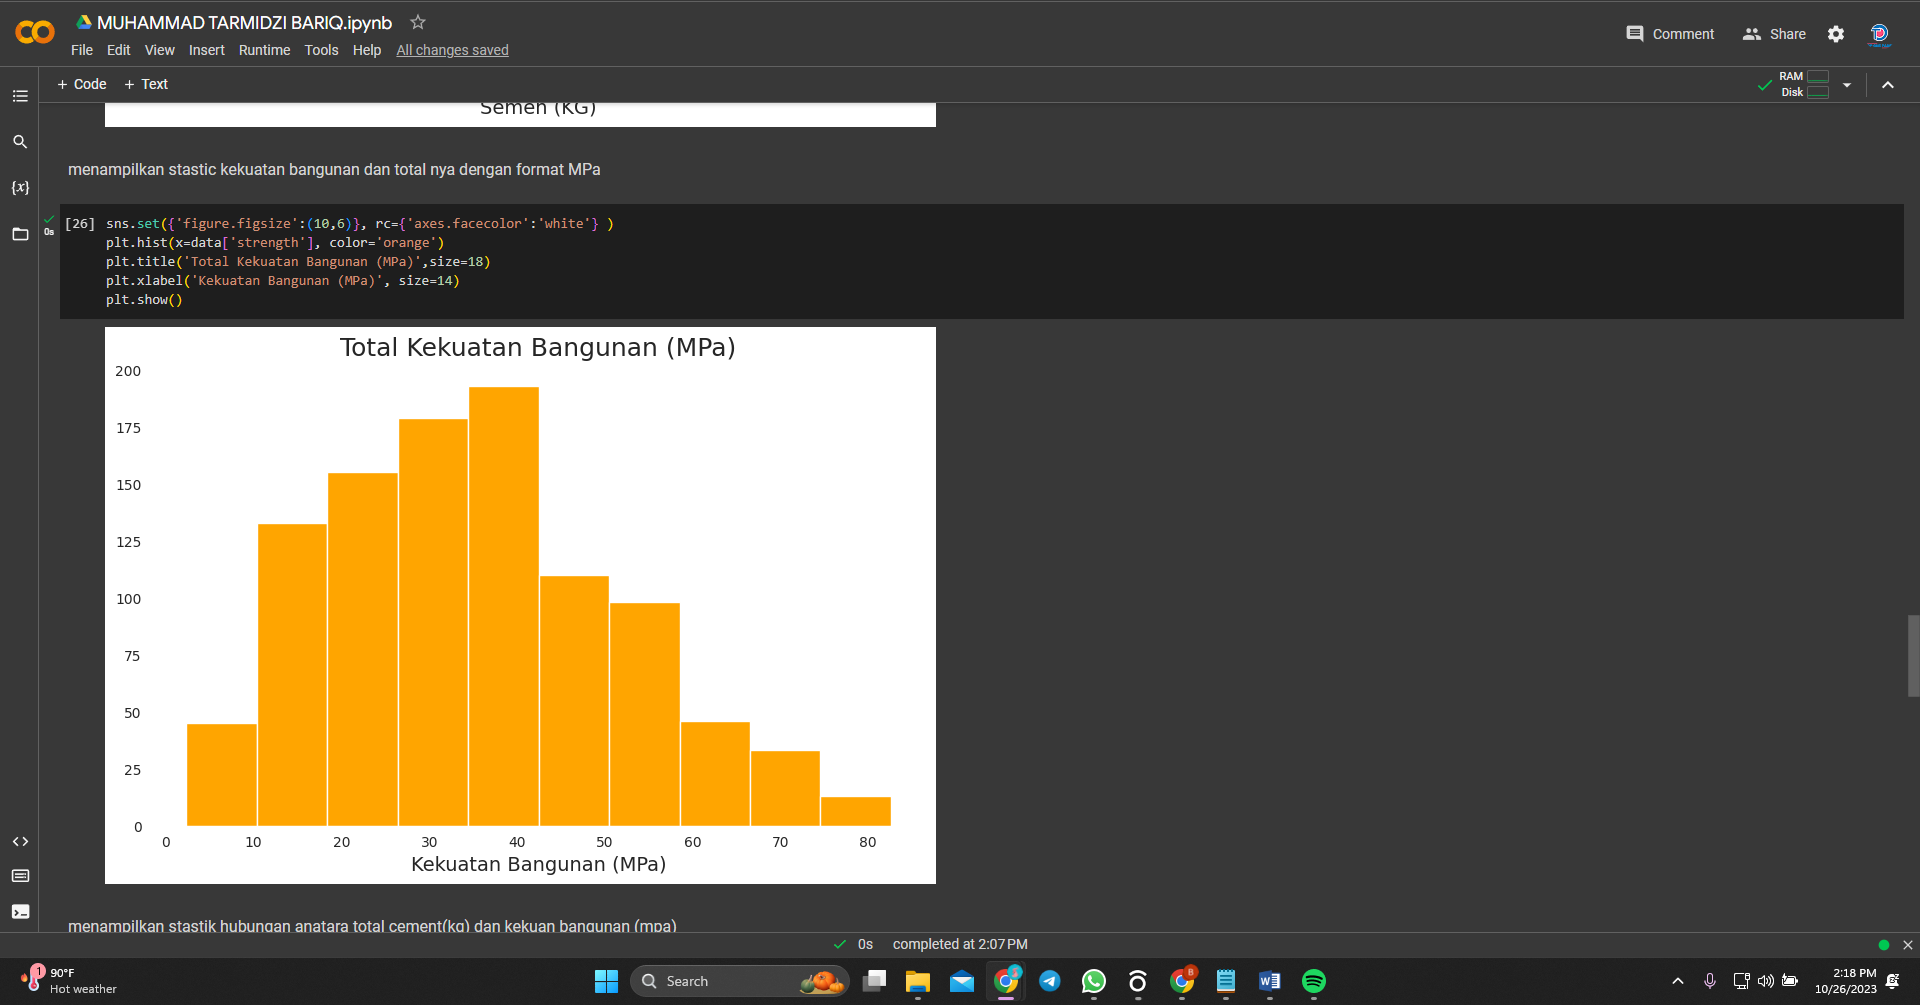 MUHAMMAD TARMIDZI BARIQ.ipynb
File Edit View Insert Runtime Tools Help All changes saved
Comment Share
+ Code + Text
RAM
Disk
Semen (KG)
menampilkan stastic kekuatan bangunan dan total nya dengan format MPa
{x}
0s
[26] sns.set({'figure.figsize':(10,6)}, rc={'axes.facecolor':'white'} )
plt.hist(x=data['strength'], color='orange')
plt.title('Total Kekuatan Bangunan (MPa)',size=18)
plt.xlabel('Kekuatan Bangunan (MPa)', size=14)
plt.show()
Total Kekuatan Bangunan (MPa)
200
175
150
125
100
75
50
25
0
0 10 20 30 40 50 60 70 80
Kekuatan Bangunan (MPa)
menampilkan stastik hubungan anatara total cement(kg) dan kekuan bangunan (mpa)
0s completed at 2:07 PM
1
90°F
Hot weather
Search
B
2:18 PM
10/26/2023